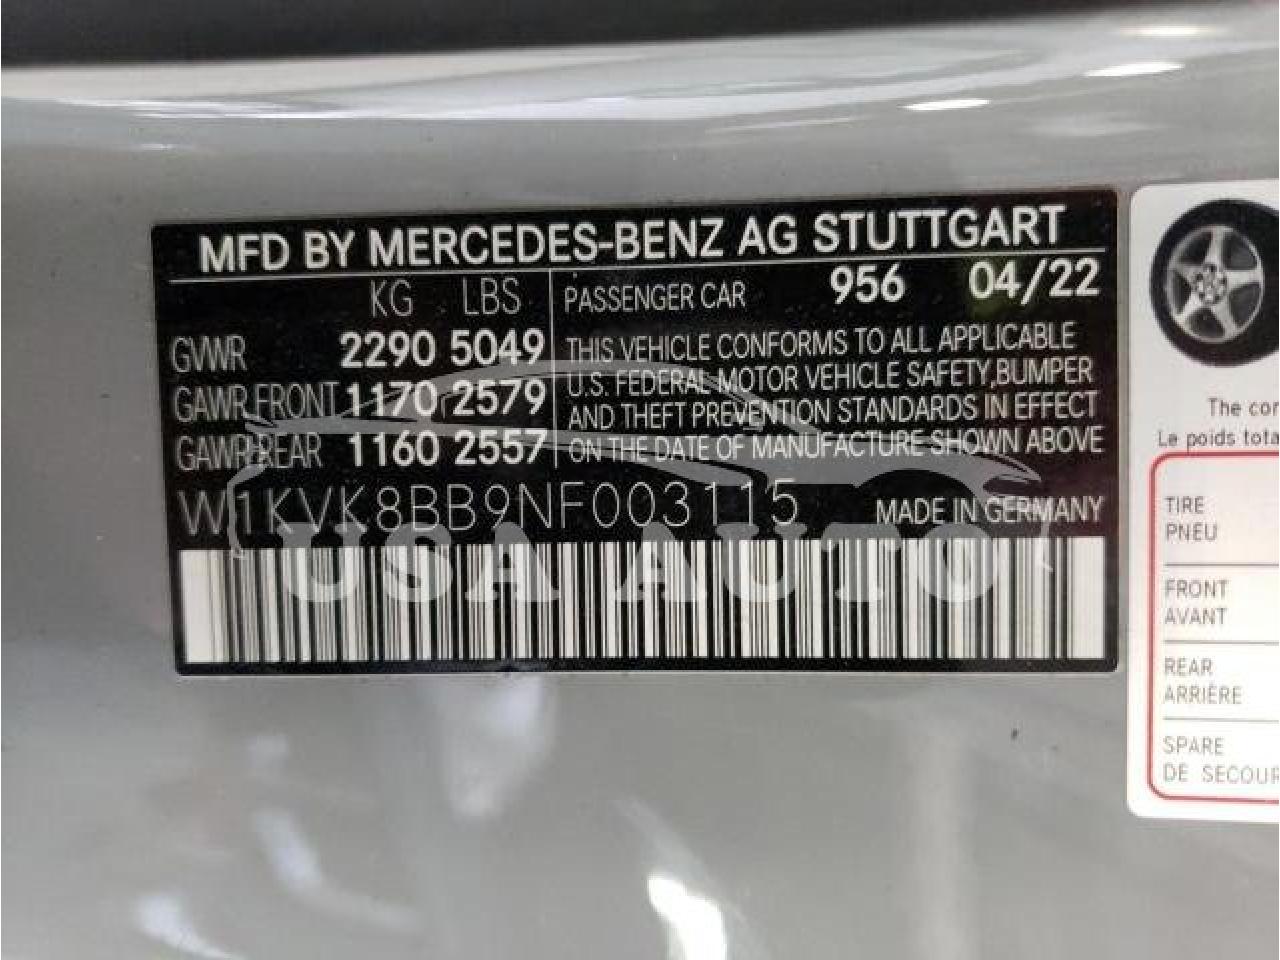 MFD BY MERCEDES-BENZ AG STUTTGART
KG LBS
GVWR 2290 5049
GAWR FRONT 1170 2579
GAWR REAR 1160 2557
PASSENGER CAR 956 04/22
THIS VEHICLE CONFORMS TO ALL APPLICABLE
U.S. FEDERAL MOTOR VEHICLE SAFETY, BUMPER
AND THEFT PREVENTION STANDARDS IN EFFECT
ON THE DATE OF MANUFACTURE SHOWN ABOVE
W1KVK8BB9NF003115 MADE IN GERMANY
USA AUTO
The
Le poids
TIRE
PNEU
FRONT
AVANT
REAR
ARRIÈRE
SPARE
DE